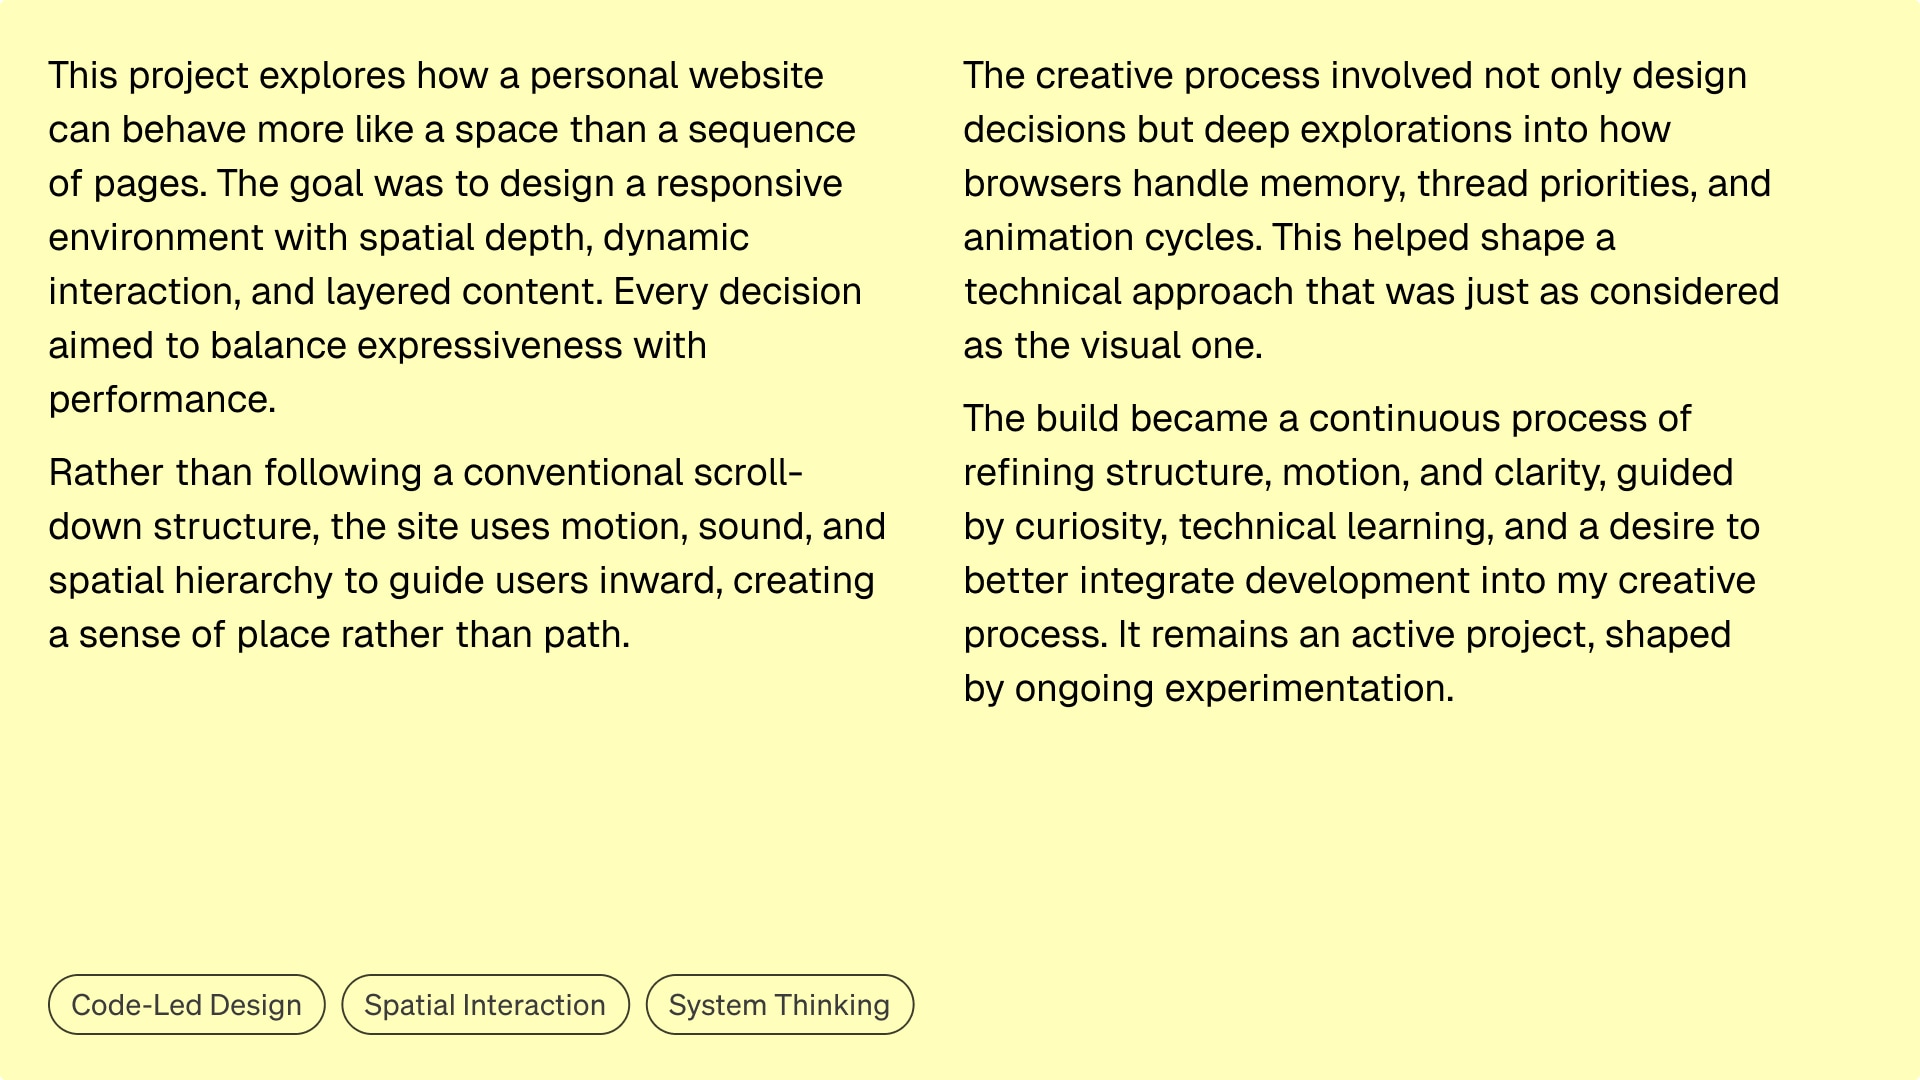 This project explores how a personal website
can behave more like a space than a sequence
of pages. The goal was to design a responsive
environment with spatial depth, dynamic
interaction, and layered content. Every decision
aimed to balance expressiveness with
performance.
Rather than following a conventional scroll-
down structure, the site uses motion, sound, and
spatial hierarchy to guide users inward, creating
a sense of place rather than path.
The creative process involved not only design
decisions but deep explorations into how
browsers handle memory, thread priorities, and
animation cycles. This helped shape a
technical approach that was just as considered
as the visual one.
The build became a continuous process of
refining structure, motion, and clarity, guided
by curiosity, technical learning, and a desire to
better integrate development into my creative
process. It remains an active project, shaped
by ongoing experimentation.
Code-Led Design
Spatial Interaction
System Thinking